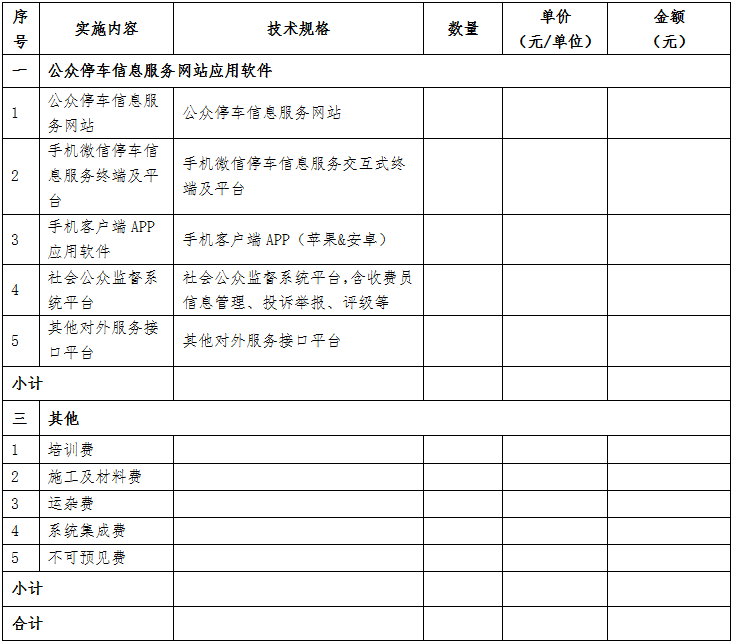 序号 实施内容 技术规格 数量 单价（元/单位） 金额（元）
一 公众停车信息服务网站应用软件
1 公众停车信息服务网站 公众停车信息服务网站
2 手机微信停车信息服务终端及平台 手机微信停车信息服务交互式终端及平台
3 手机客户端APP应用软件 手机客户端APP（苹果&安卓）
4 社会公众监督系统平台 社会公众监督系统平台,含收费员信息管理、投诉举报、评级等
5 其他对外服务接口平台 其他对外服务接口平台
小计
三 其他
1 培训费
2 施工及材料费
3 运杂费
4 系统集成费
5 不可预见费
小计
合计